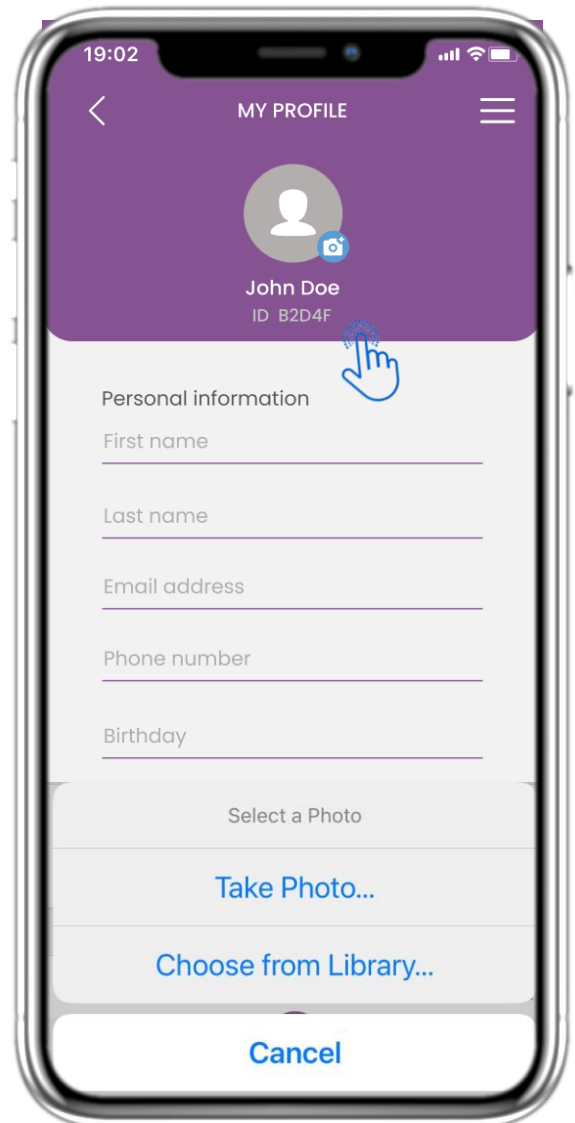 19:02
MY PROFILE
John Doe
ID B2D4F
Personal information
First name
Last name
Email address
Phone number
Birthday
Select a Photo
Take Photo...
Choose from Library...
Cancel